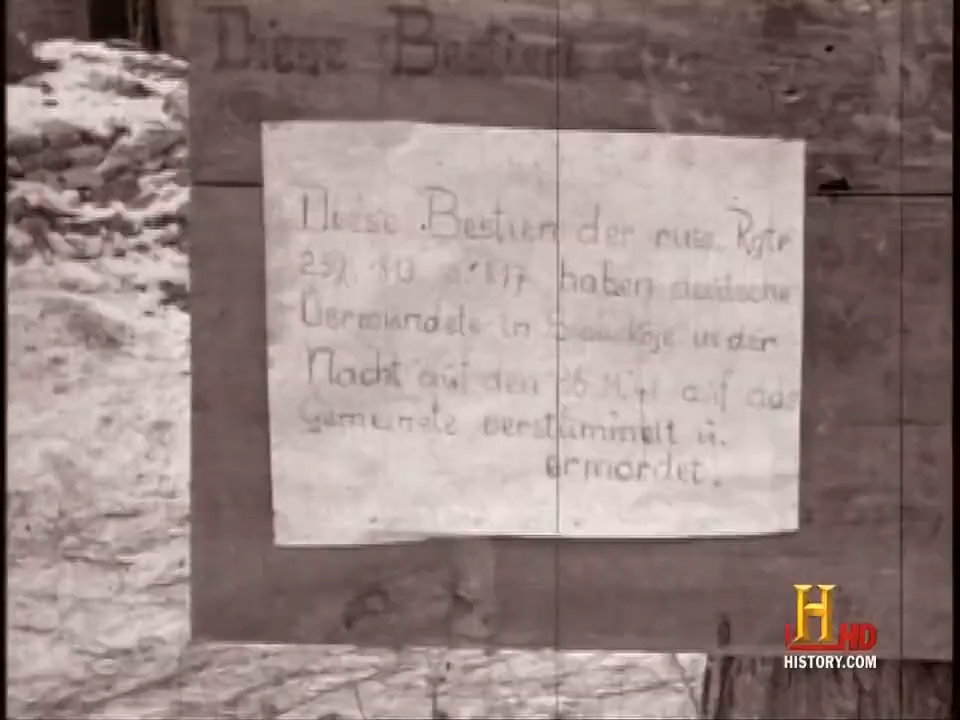 Diese Bestien
Diese Bestien der russ. Rgtr
haben deutsche
Verwundete in in der
Nacht auf den auf das
Gemeinste verstümmelt u.
ermordet.
H HD
HISTORY.COM